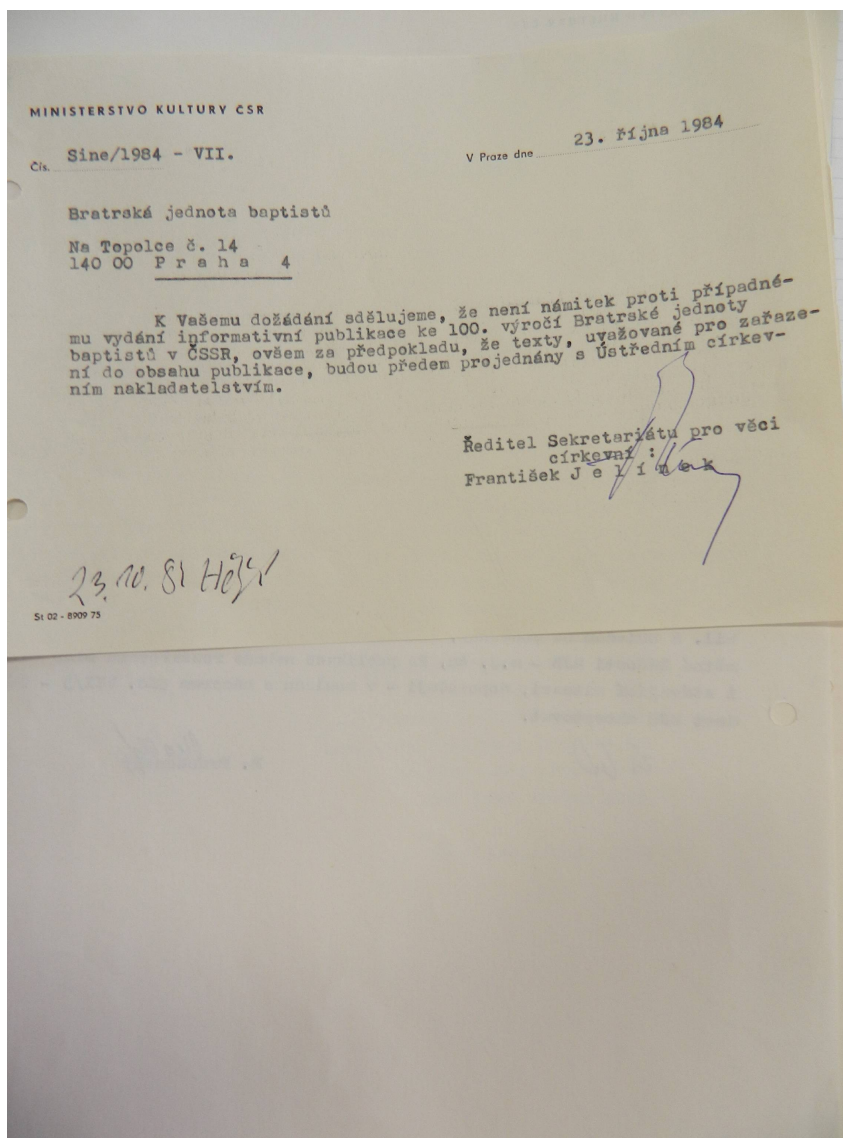 MINISTERSTVO KULTURY ČSR
Čís. Sine/1984 - VII.
V Praze dne 23. října 1984
Bratrská jednota baptistů
Na Topolce č. 14
140 00 P r a h a 4
K Vašemu dožádání sdělujeme, že není námitek proti případné-
mu vydání informativní publikace ke 100. výročí Bratrské jednoty
baptistů v ČSSR, ovšem za předpokladu, že texty, uvažované pro zařaze-
ní do obsahu publikace, budou předem projednány s Ústředním církev-
ním nakladatelstvím.
Ředitel Sekretariátu pro věci
církevní :
František J e l í n e k
23. 10. 84
St 02 - 8909 75